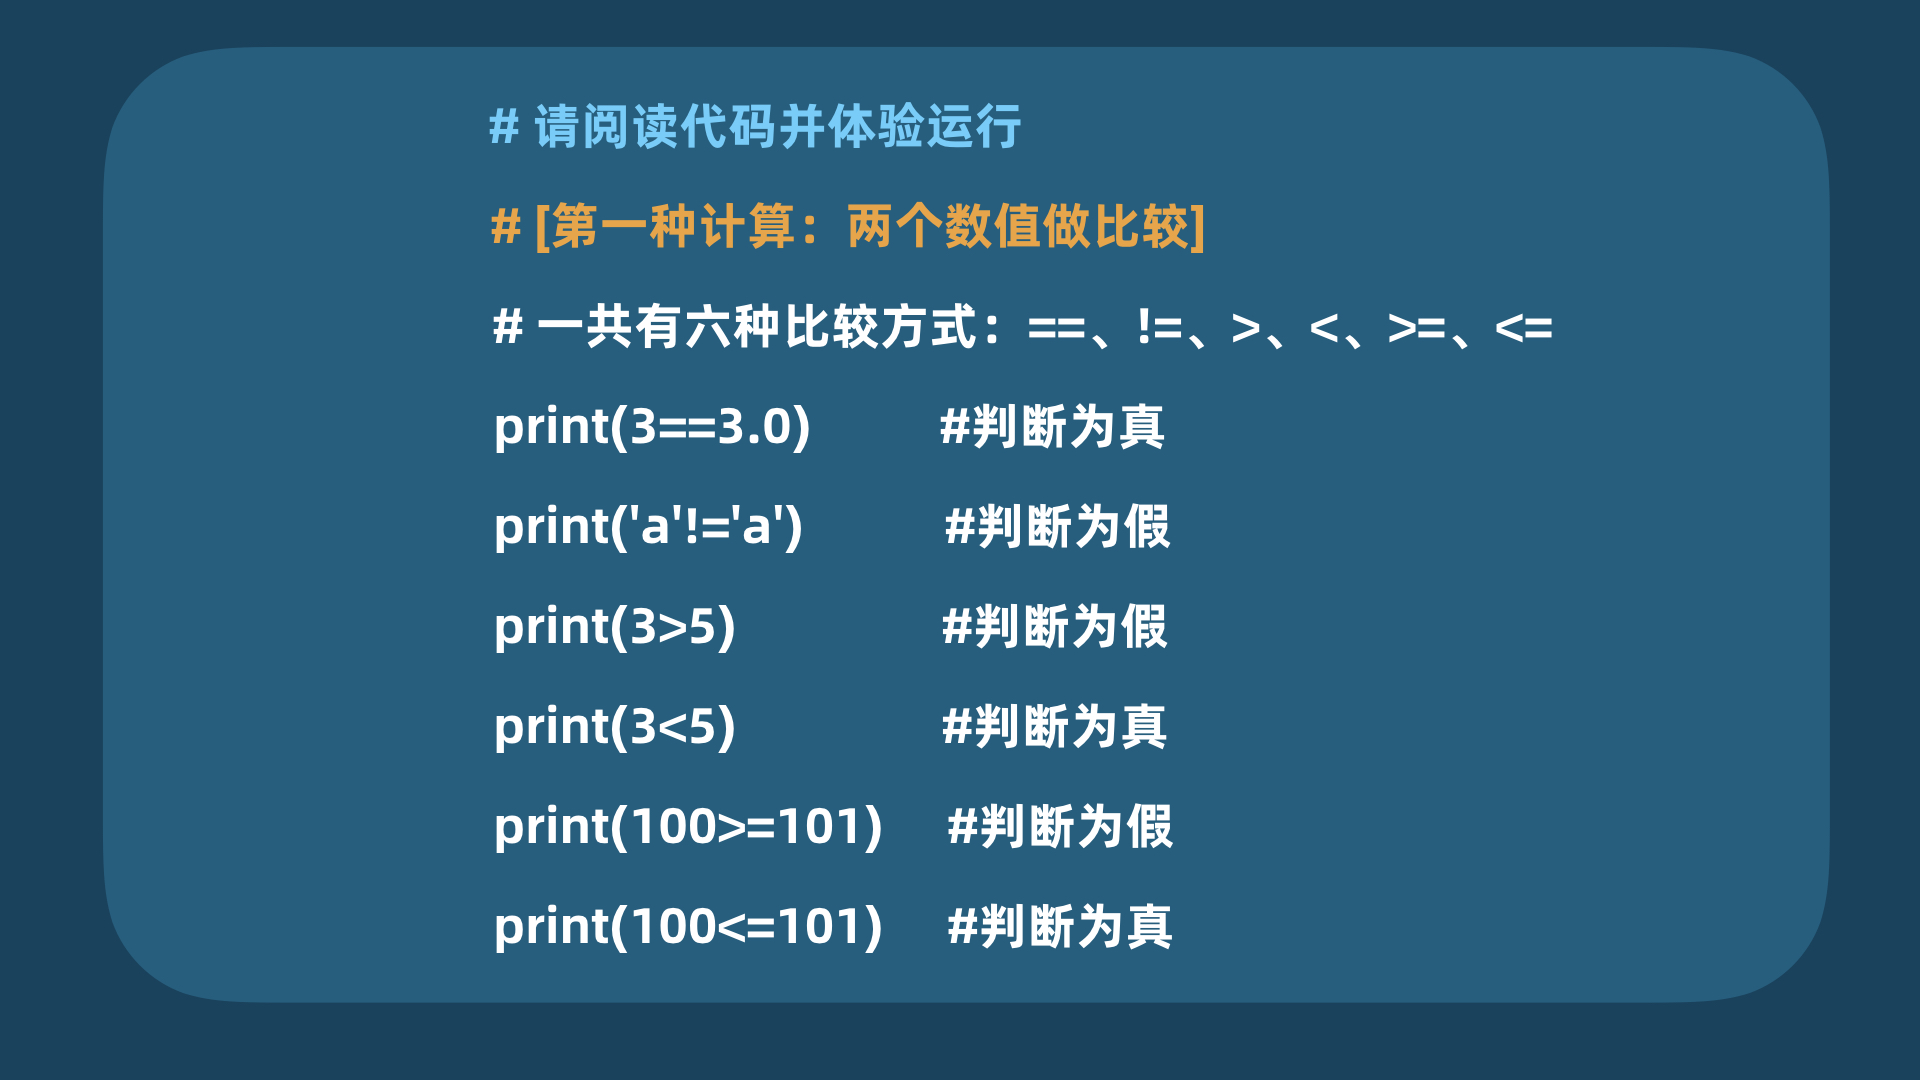 # 请阅读代码并体验运行
# [第一种计算：两个数值做比较]
# 一共有六种比较方式：==、!=、>、<、>=、<=
print(3==3.0) #判断为真
print('a'!='a') #判断为假
print(3>5) #判断为假
print(3<5) #判断为真
print(100>=101) #判断为假
print(100<=101) #判断为真